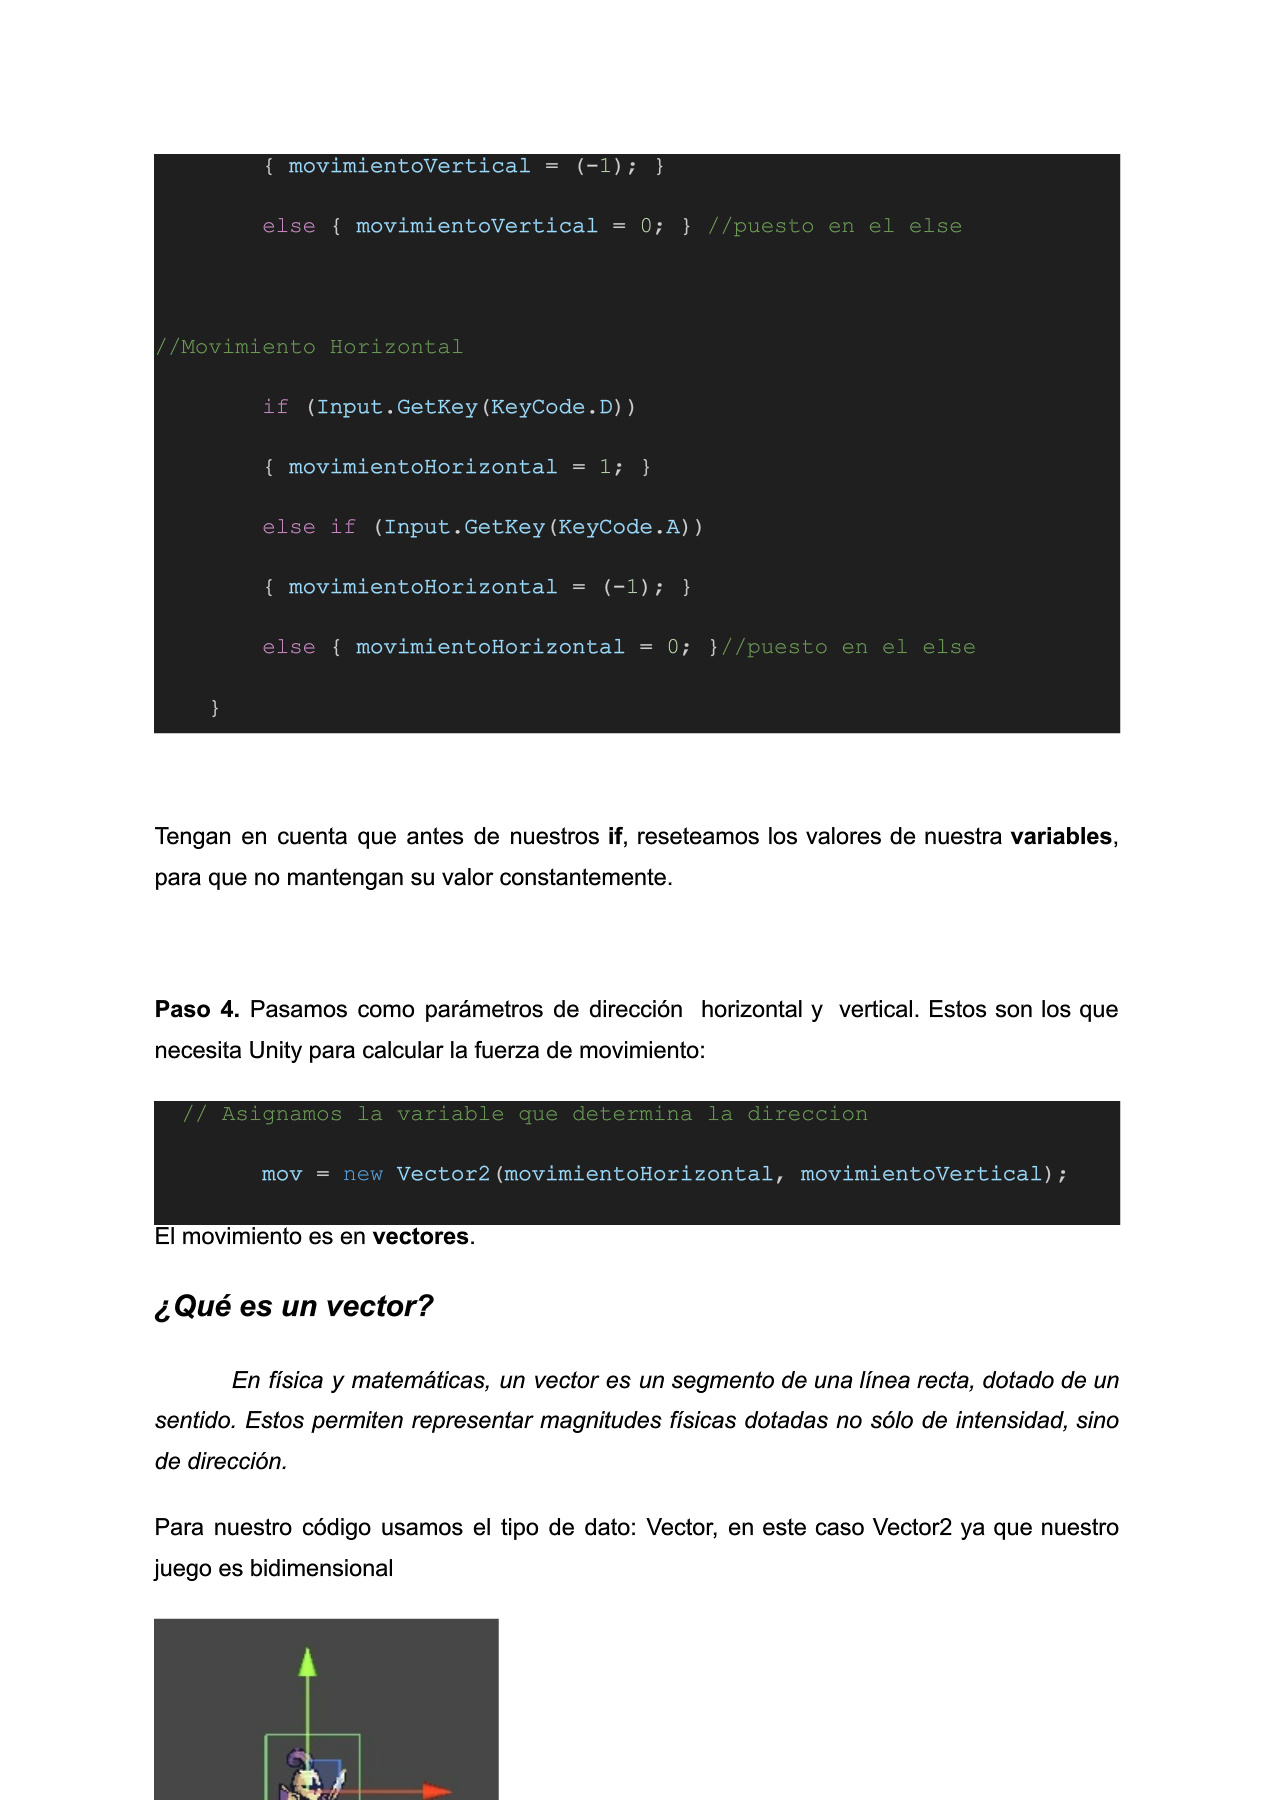 { movimientoVertical = (-1); }
else { movimientoVertical = 0; } //puesto en el else
//Movimiento Horizontal
if (Input.GetKey(KeyCode.D))
{ movimientoHorizontal = 1; }
else if (Input.GetKey(KeyCode.A))
{ movimientoHorizontal = (-1); }
else { movimientoHorizontal = 0; }//puesto en el else
}
Tengan en cuenta que antes de nuestros if, reseteamos los valores de nuestra variables,
para que no mantengan su valor constantemente.
Paso 4. Pasamos como parámetros de dirección horizontal y vertical. Estos son los que
necesita Unity para calcular la fuerza de movimiento:
// Asignamos la variable que determina la direccion
mov = new Vector2(movimientoHorizontal, movimientoVertical);
El movimiento es en vectores.
¿Qué es un vector?
En física y matemáticas, un vector es un segmento de una línea recta, dotado de un
sentido. Estos permiten representar magnitudes físicas dotadas no sólo de intensidad, sino
de dirección.
Para nuestro código usamos el tipo de dato: Vector, en este caso Vector2 ya que nuestro
juego es bidimensional